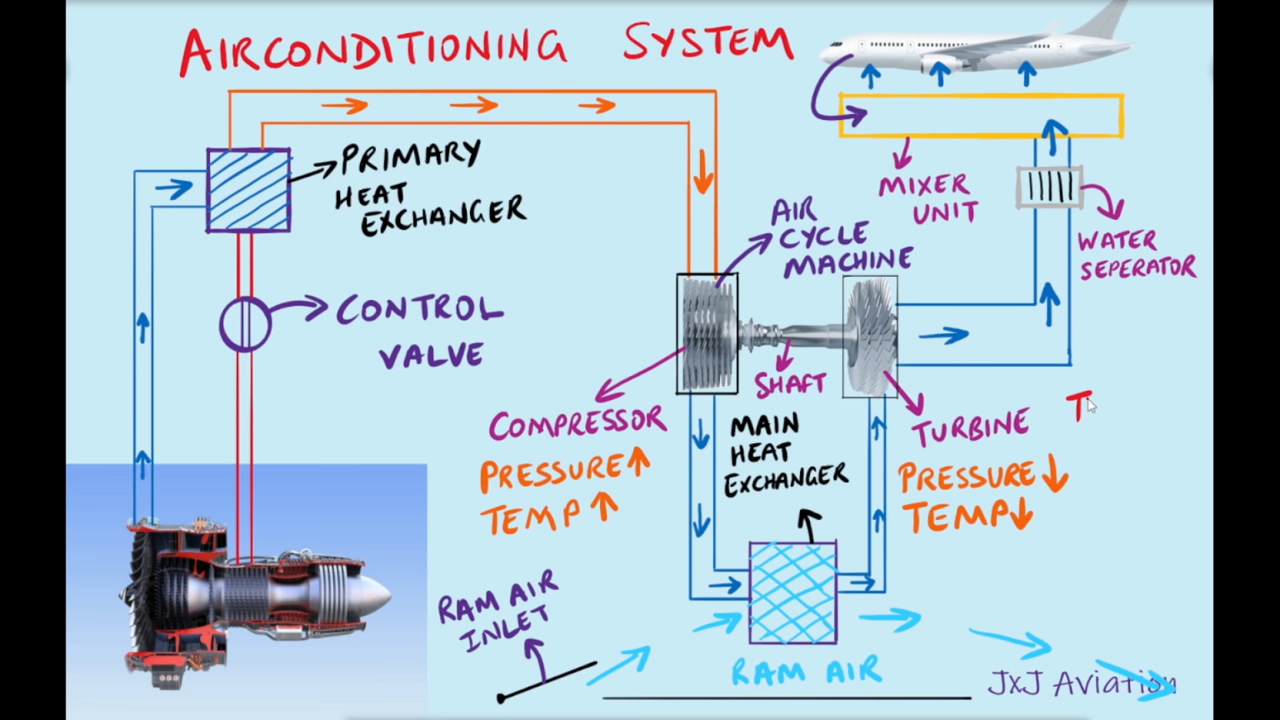 AIRCONDITIONING SYSTEM
PRIMARY
HEAT
EXCHANGER
CONTROL
VALVE
MIXER
UNIT
WATER
SEPERATOR
AIR
CYCLE
MACHINE
SHAFT
COMPRESSOR
PRESSURE↑
TEMP↑
MAIN
HEAT
EXCHANGER
TURBINE
PRESSURE↓
TEMP↓
T
RAM AIR
INLET
RAM AIR
JxJ Aviation